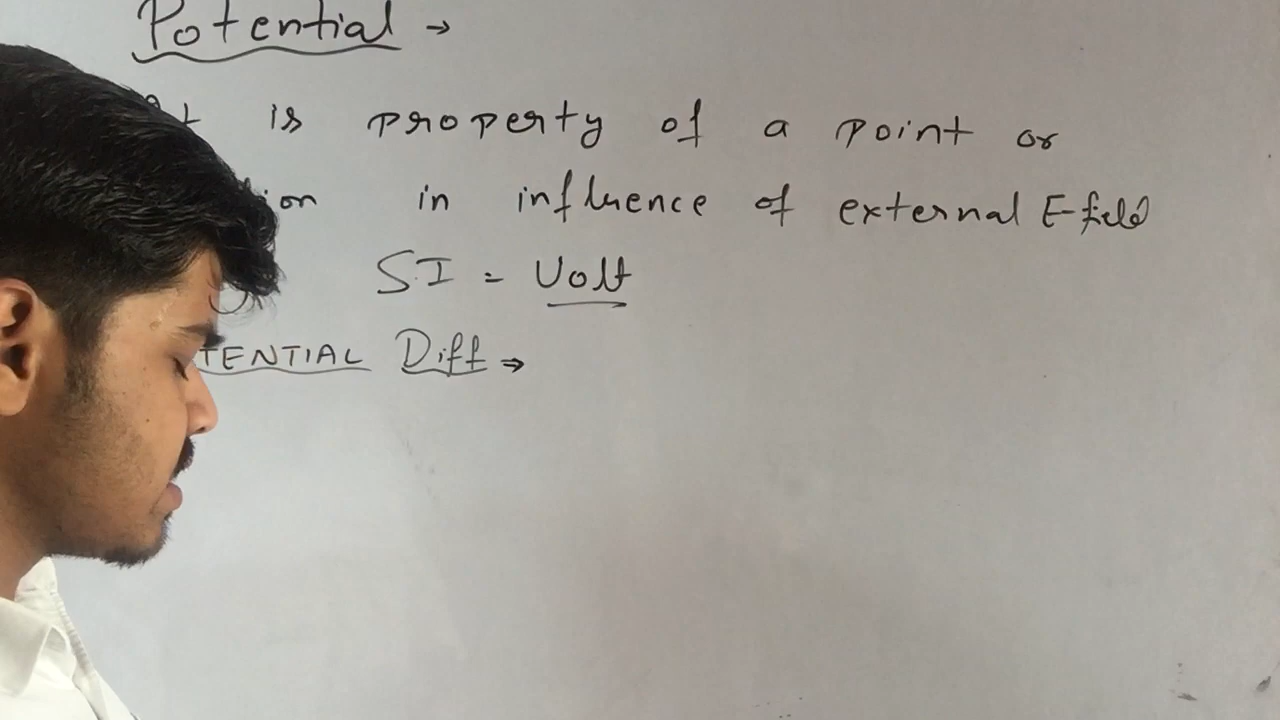 Potential →
is property of a point or
in influence of external E-field
SI = Volt
TENTIAL Diff ⇒